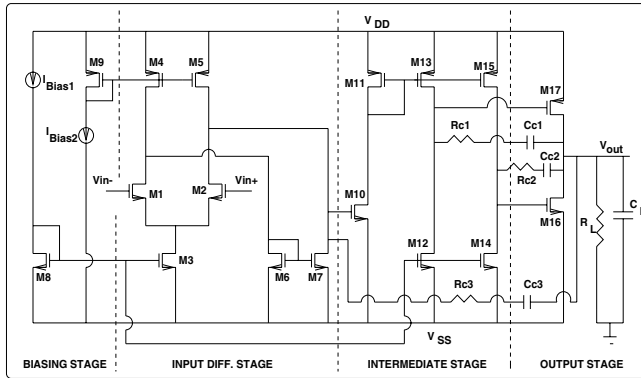 V DD
M9
M4
M5
M13
M15
I Bias1
M11
M17
I Bias2
Rc1
Cc1
Vout
Cc2
Rc2
Vin-
M1
M2
Vin+
M10
M16
R L
C
M8
M3
M6
M7
M12
M14
Rc3
Cc3
V SS
BIASING STAGE
INPUT DIFF. STAGE
INTERMEDIATE STAGE
OUTPUT STAGE